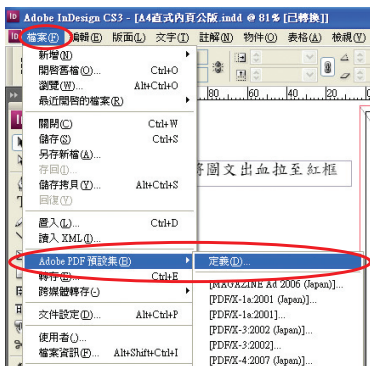 Adobe InDesign CS3 - [A4直式內頁公版.indd @ 81% [已轉換]]
檔案(F) 編輯(E) 版面(L) 文字(T) 註解(N) 物件(O) 表格(A) 檢視(V)
新增(N)
開啓舊檔(O)... Ctrl+O
瀏覽(W)... Alt+Ctrl+O
最近開啓的檔案(R)
80 60 40 20 0
關閉(C) Ctrl+W
儲存(S) Ctrl+S
另存新檔(A)...
存回(I)...
將圖文出血拉至紅框
儲存拷貝(Y)... Alt+Ctrl+S
回復(V)
置入(L)... Ctrl+D
讀入 XML(I)...
Adobe PDF 預設集(B) 定義(D)...
轉存(E)... Ctrl+E
[MAGAZINE Ad 2006 (Japan)]...
跨媒體轉存(-)
[PDF/X-1a:2001 (Japan)]...
文件設定(D)... Alt+Ctrl+P
[PDF/X-1a:2001]...
[PDF/X-3:2002 (Japan)]...
使用者(,)...
[PDF/X-3:2002]...
檔案資訊(F)... Alt+Shift+Ctrl+I
[PDF/X-4:2007 (Japan)]...